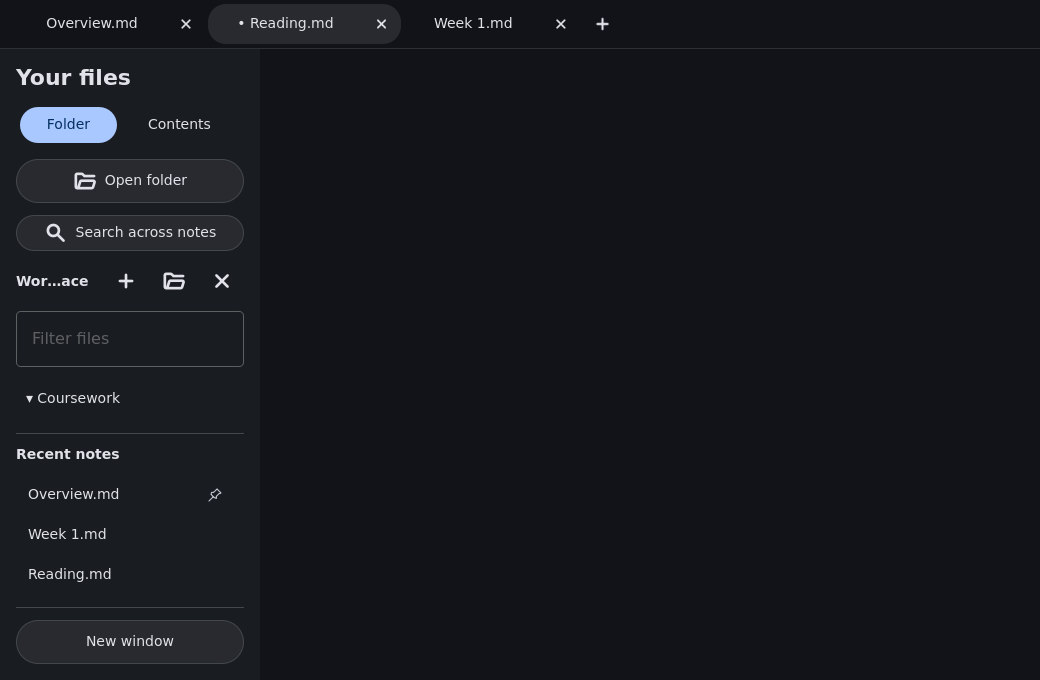 Overview.md
• Reading.md
Week 1.md
Your files
Folder
Contents
Open folder
Search across notes
Wor...ace
Filter files
▾ Coursework
Recent notes
Overview.md
Week 1.md
Reading.md
New window